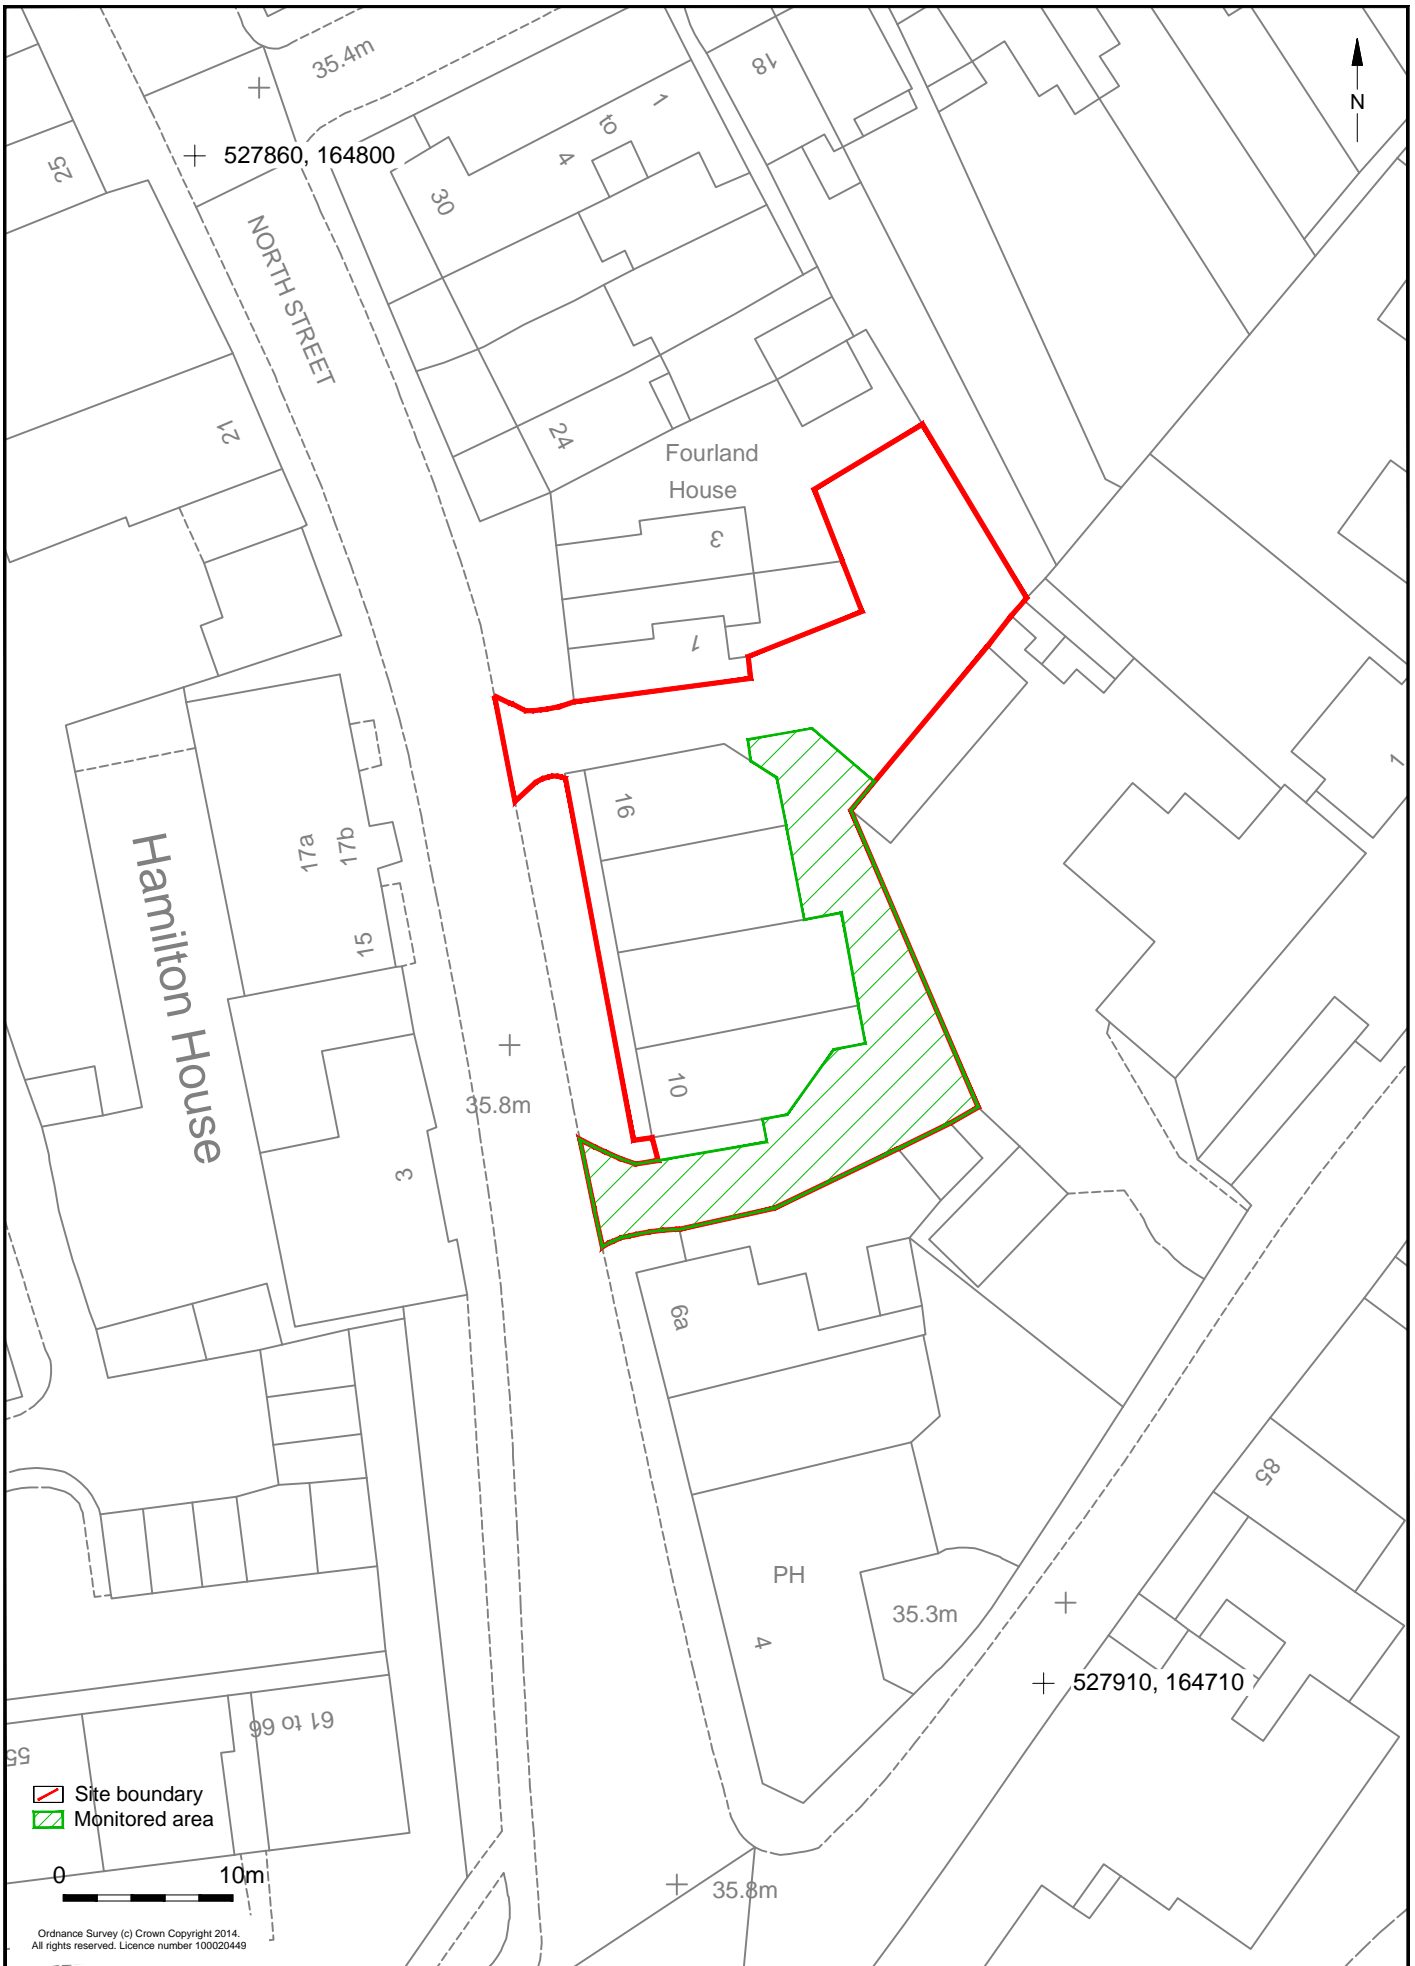 35.4m
18
N
1
to
4
527860, 164800
25
30
NORTH STREET
21
24
Fourland
House
3
1
16
17a
17b
Hamilton House
15
1
10
35.8m
3
6a
85
PH
35.3m
4
527910, 164710
61 to 66
55
Site boundary
Monitored area
0 10m
35.8m
Ordnance Survey (c) Crown Copyright 2014.
All rights reserved. Licence number 100020449